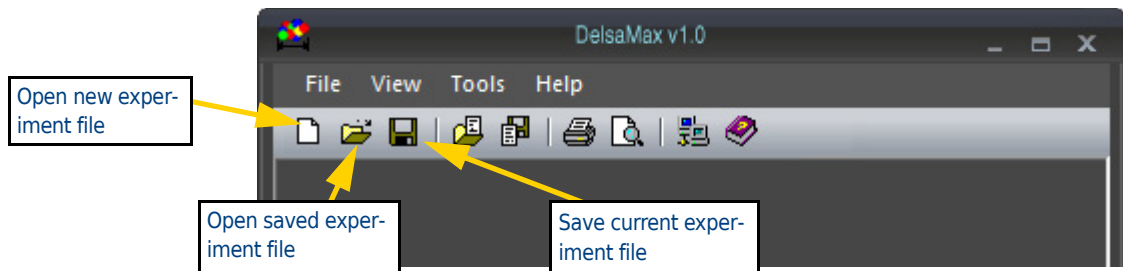 DelsaMax v1.0
File View Tools Help
Open new exper-
iment file
Open saved exper-
iment file
Save current exper-
iment file